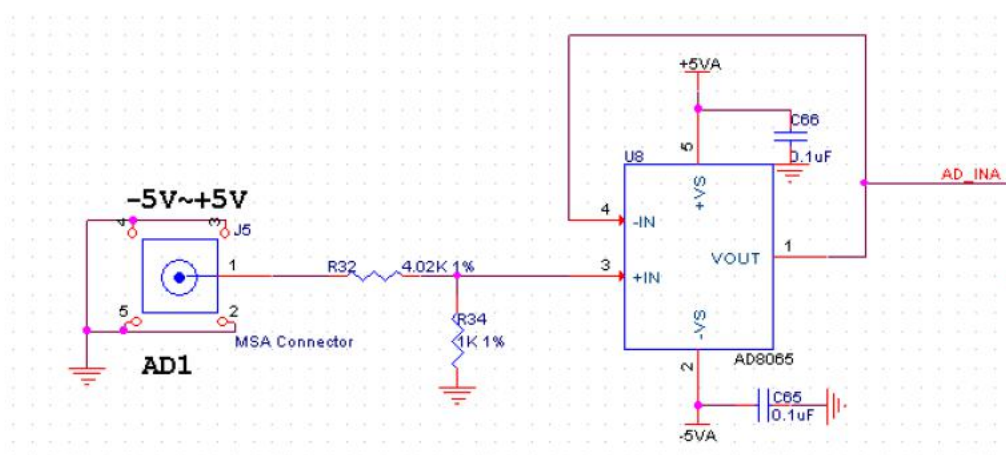 +5VA
C66
0.1uF
5
U8
+VS
AD_INA
-5V~+5V
4
3
J5
4
-IN
1
R32
4.02K 1%
3
+IN
VOUT
1
5
2
R34
1K 1%
MSA Connector
-VS
AD1
AD8065
2
C65
0.1uF
-5VA